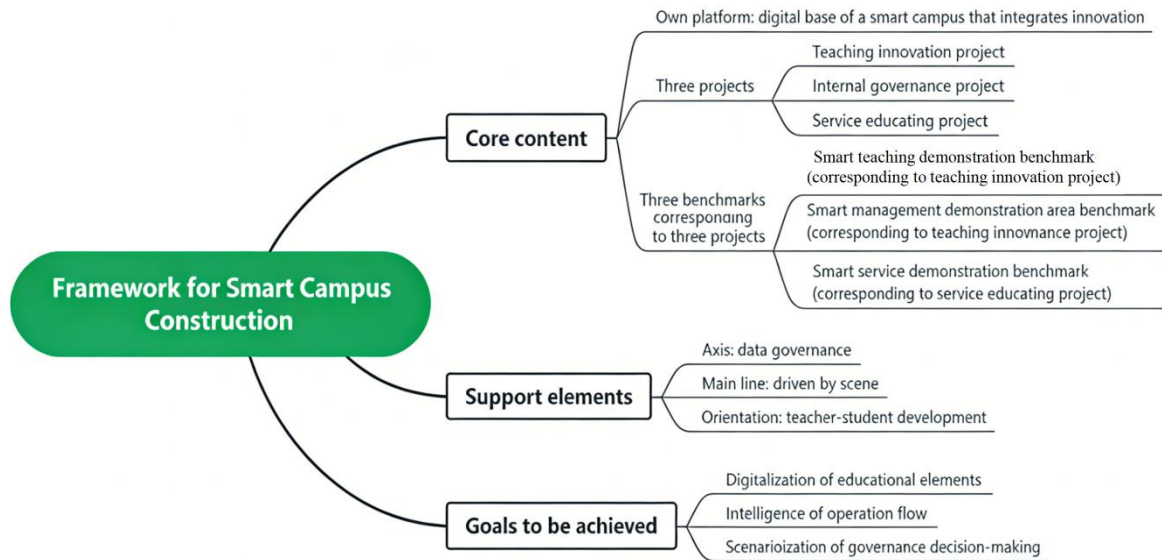 Framework for Smart Campus
Construction
Core content
Own platform: digital base of a smart campus that integrates innovation
Three projects
Teaching innovation project
Internal governance project
Service educating project
Three benchmarks
corresponding
to three projects
Smart teaching demonstration benchmark
(corresponding to teaching innovation project)
Smart management demonstration area benchmark
(corresponding to teaching innovmance project)
Smart service demonstration benchmark
(corresponding to service educating project)
Support elements
Axis: data governance
Main line: driven by scene
Orientation: teacher-student development
Goals to be achieved
Digitalization of educational elements
Intelligence of operation flow
Scenarioization of governance decision-making